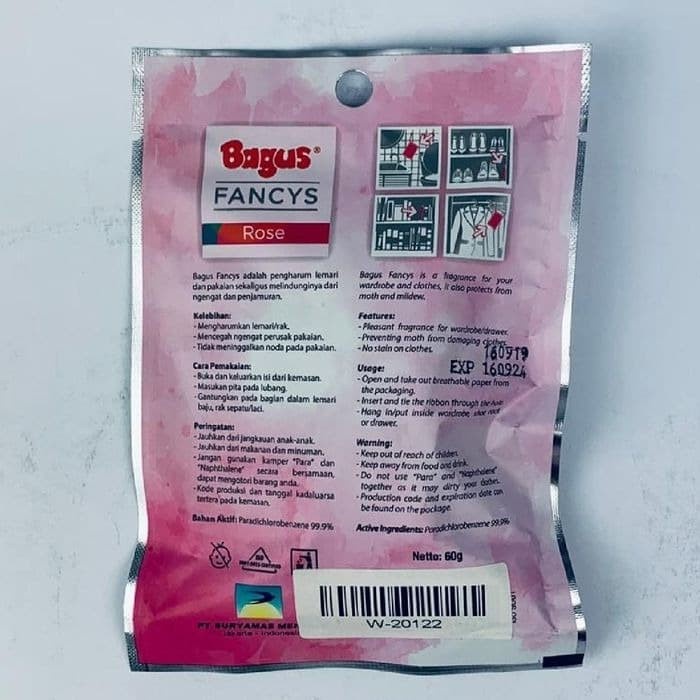 Bagus®
FANCYS
Rose
Bagus Fancys adalah pengharum lemari
dan pakaian sekaligus melindunginya dari
ngengat dan penjamuran.
Kelebihan:
- Mengharumkan lemari/rak.
- Mencegah ngengat perusak pakaian.
- Tidak meninggalkan noda pada pakaian.
Cara Pemakaian:
- Buka dan keluarkan isi dari kemasan.
- Masukan pita pada lubang.
- Gantungkan pada bagian dalam lemari
baju, rak sepatu/laci.
Peringatan:
- Jauhkan dari jangkauan anak-anak.
- Jauhkan dari makanan dan minuman.
- Jangan gunakan kamper "Para" dan
"Naphthalene" secara bersamaan,
dapat mengotori barang anda.
- Kode produksi dan tanggal kadaluarsa
tertera pada kemasan.
Bahan Aktif: Paradichlorobenzene 99.9%
Bagus Fancys is a fragrance for your
wardrobe and clothes, it also protects from
moth and mildew.
Features:
- Pleasant fragrance for wardrobe/drawer.
- Preventing moth from damaging clothes.
- No stain on clothes.
160919
EXP 160924
Usage:
- Open and take out breathable paper from
the packaging.
- Insert and tie the ribbon through the hole
- Hang in/put inside wardrobe, shoe rack
or drawer.
Warning:
- Keep out of reach of children.
- Keep away from food and drink.
- Do not use "Para" and "Naphthalene"
together as it may dirty your clothes.
- Production code and expiration date can
be found on the package.
Active Ingredients: Paradichlorobenzene 99.9%
Netto: 60g
PT. SURYAMAS
Jakarta - Indonesia
W-20122